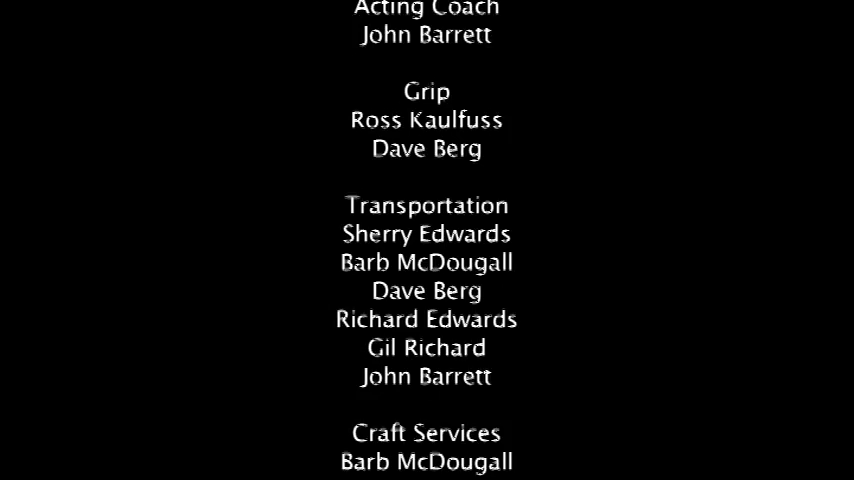 Acting Coach
John Barrett
Grip
Ross Kaulfuss
Dave Berg
Transportation
Sherry Edwards
Barb McDougall
Dave Berg
Richard Edwards
Gil Richard
John Barrett
Craft Services
Barb McDougall